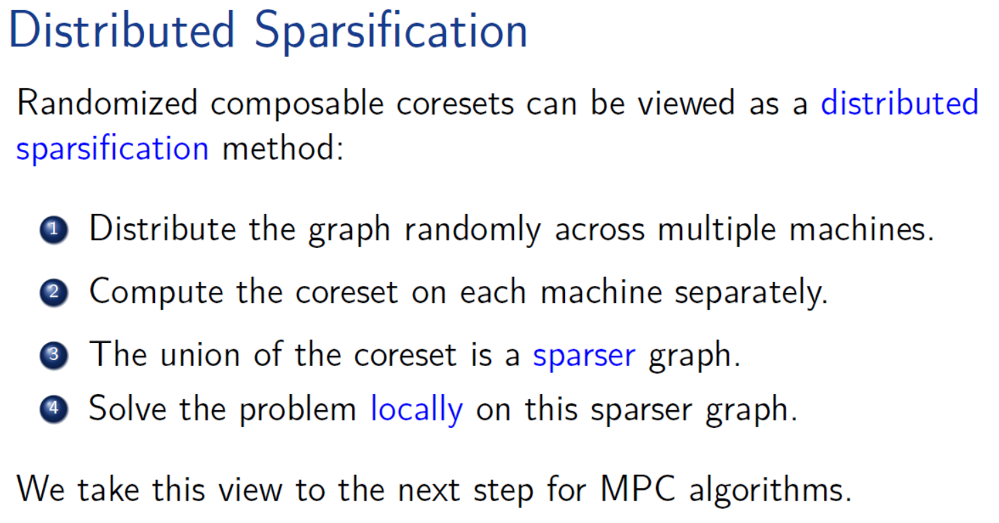 Distributed Sparsification
Randomized composable coresets can be viewed as a distributed
sparsification method:
1 Distribute the graph randomly across multiple machines.
2 Compute the coreset on each machine separately.
3 The union of the coreset is a sparser graph.
4 Solve the problem locally on this sparser graph.
We take this view to the next step for MPC algorithms.